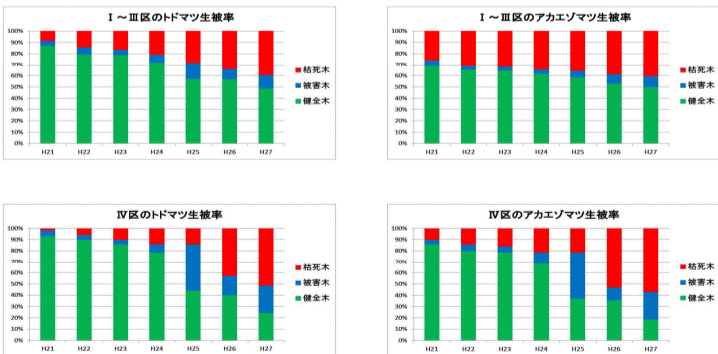 Ⅰ～Ⅲ区のトドマツ生被率
100%
90%
80%
70%
60%
50%
40%
30%
20%
10%
0%
H21 H22 H23 H24 H25 H26 H27
枯死木
被害木
健全木
Ⅰ～Ⅲ区のアカエゾマツ生被率
100%
90%
80%
70%
60%
50%
40%
30%
20%
10%
0%
H21 H22 H23 H24 H25 H26 H27
枯死木
被害木
健全木
Ⅳ区のトドマツ生被率
100%
90%
80%
70%
60%
50%
40%
30%
20%
10%
0%
H21 H22 H23 H24 H25 H26 H27
枯死木
被害木
健全木
Ⅳ区のアカエゾマツ生被率
100%
90%
80%
70%
60%
50%
40%
30%
20%
10%
0%
H21 H22 H23 H24 H25 H26 H27
枯死木
被害木
健全木